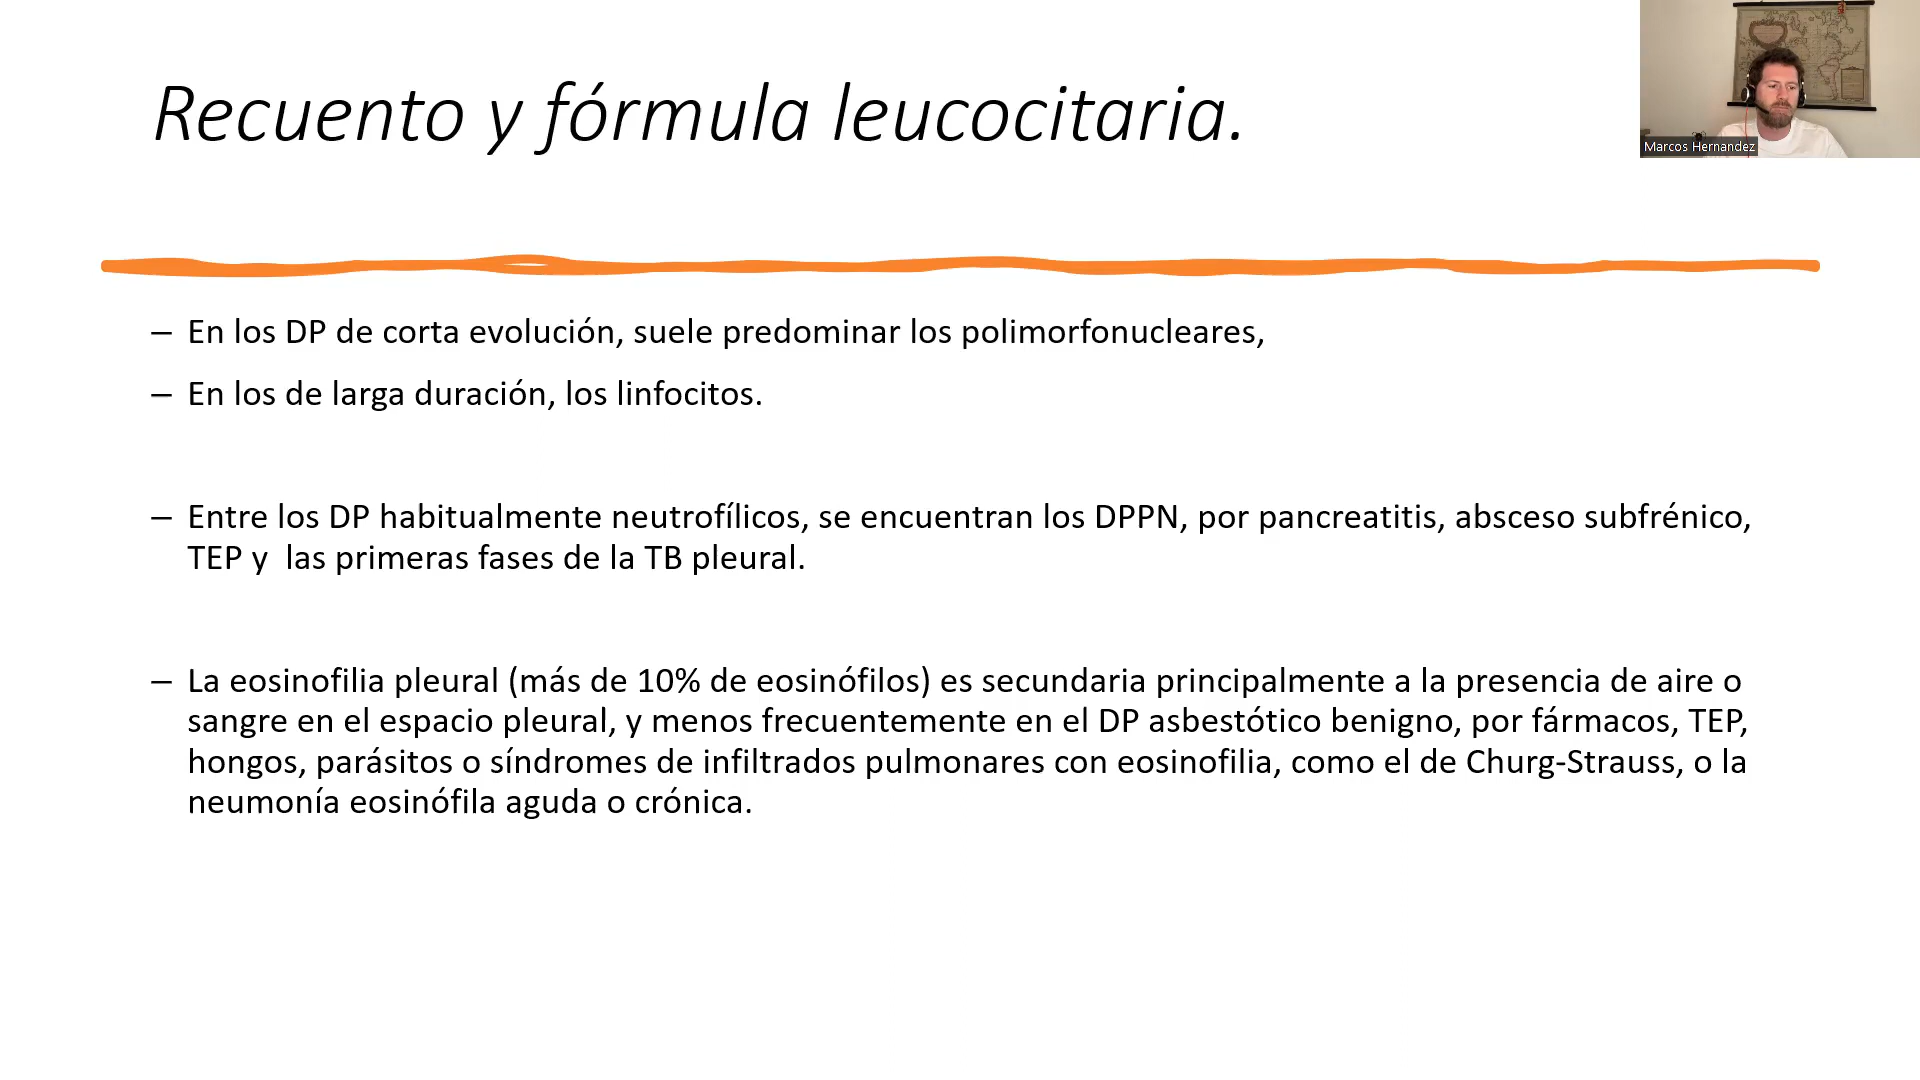 Recuento y fórmula leucocitaria.
Marcos Hernandez
– En los DP de corta evolución, suele predominar los polimorfonucleares,
– En los de larga duración, los linfocitos.
– Entre los DP habitualmente neutrofílicos, se encuentran los DPPN, por pancreatitis, absceso subfrénico,
TEP y  las primeras fases de la TB pleural.
– La eosinofilia pleural (más de 10% de eosinófilos) es secundaria principalmente a la presencia de aire o
sangre en el espacio pleural, y menos frecuentemente en el DP asbestótico benigno, por fármacos, TEP,
hongos, parásitos o síndromes de infiltrados pulmonares con eosinofilia, como el de Churg-Strauss, o la
neumonía eosinófila aguda o crónica.